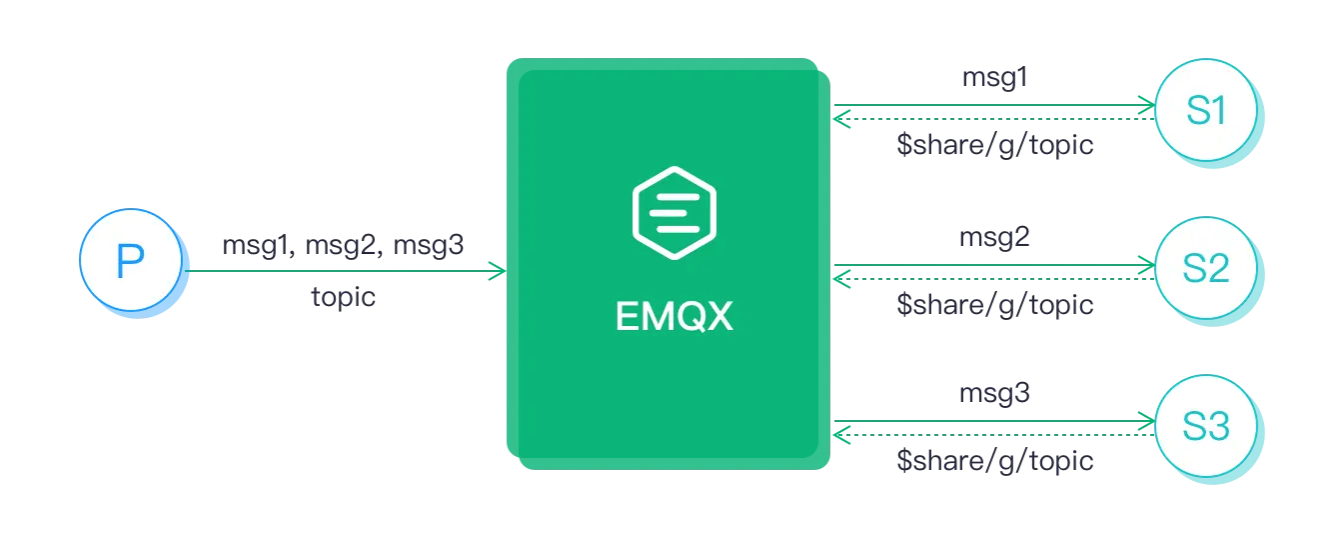 P
msg1, msg2, msg3
topic
EMQX
msg1
$share/g/topic
S1
msg2
$share/g/topic
S2
msg3
$share/g/topic
S3